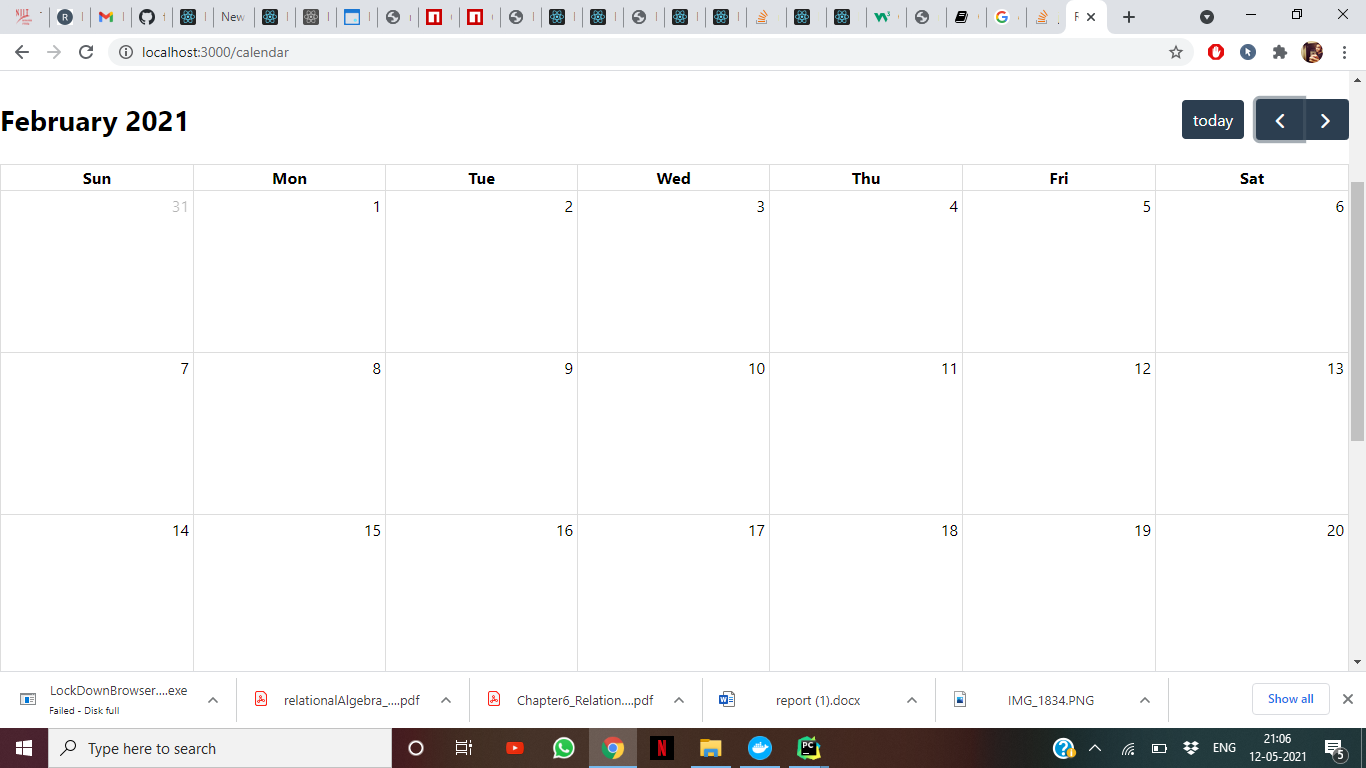 New
localhost:3000/calendar
February 2021
today
Sun Mon Tue Wed Thu Fri Sat
31 1 2 3 4 5 6
7 8 9 10 11 12 13
14 15 16 17 18 19 20
LockDownBrowser....exe
Failed - Disk full
relationalAlgebra_....pdf
Chapter6_Relation....pdf
report (1).docx
IMG_1834.PNG
Show all
Type here to search
PC
ENG
21:06
12-05-2021
5